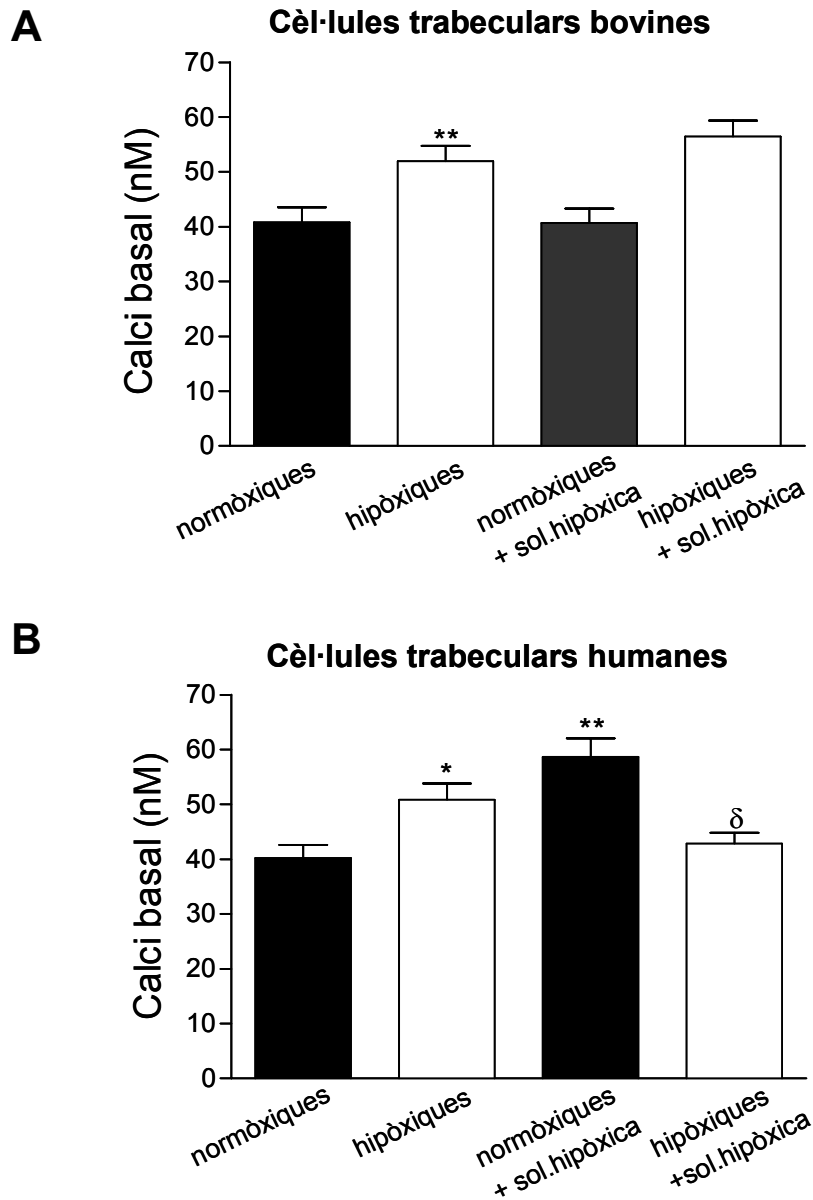 A
Cèl·lules trabeculars bovines
Calci basal (nM)
70
60
50
40
30
20
10
0
**
normòxiques
hipòxiques
normòxiques
+ sol.hipòxica
hipòxiques
+ sol.hipòxica
B
Cèl·lules trabeculars humanes
Calci basal (nM)
70
60
50
40
30
20
10
0
*
**
δ
normòxiques
hipòxiques
normòxiques
+ sol.hipòxica
hipòxiques
+sol.hipòxica